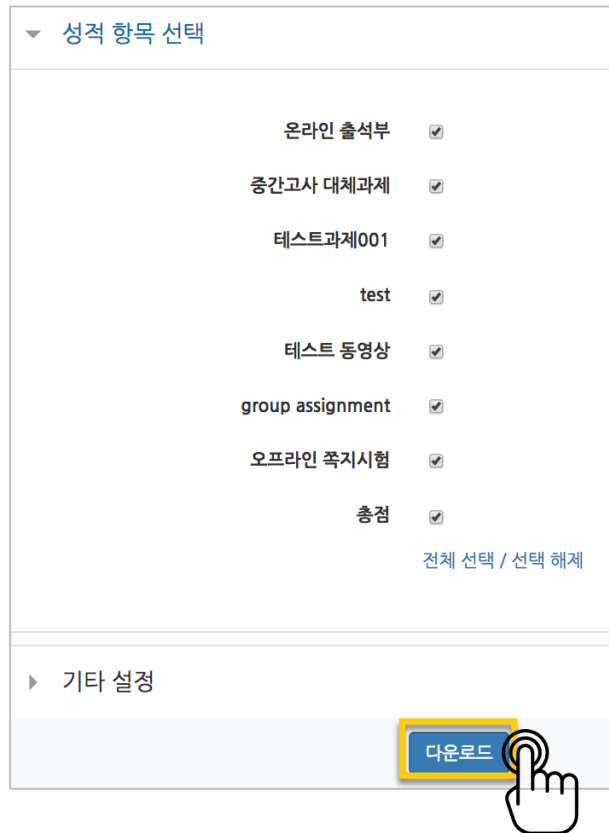 성적 항목 선택
온라인 출석부
중간고사 대체과제
테스트과제001
test
테스트 동영상
group assignment
오프라인 쪽지시험
총점
전체 선택 / 선택 해제
기타 설정
다운로드